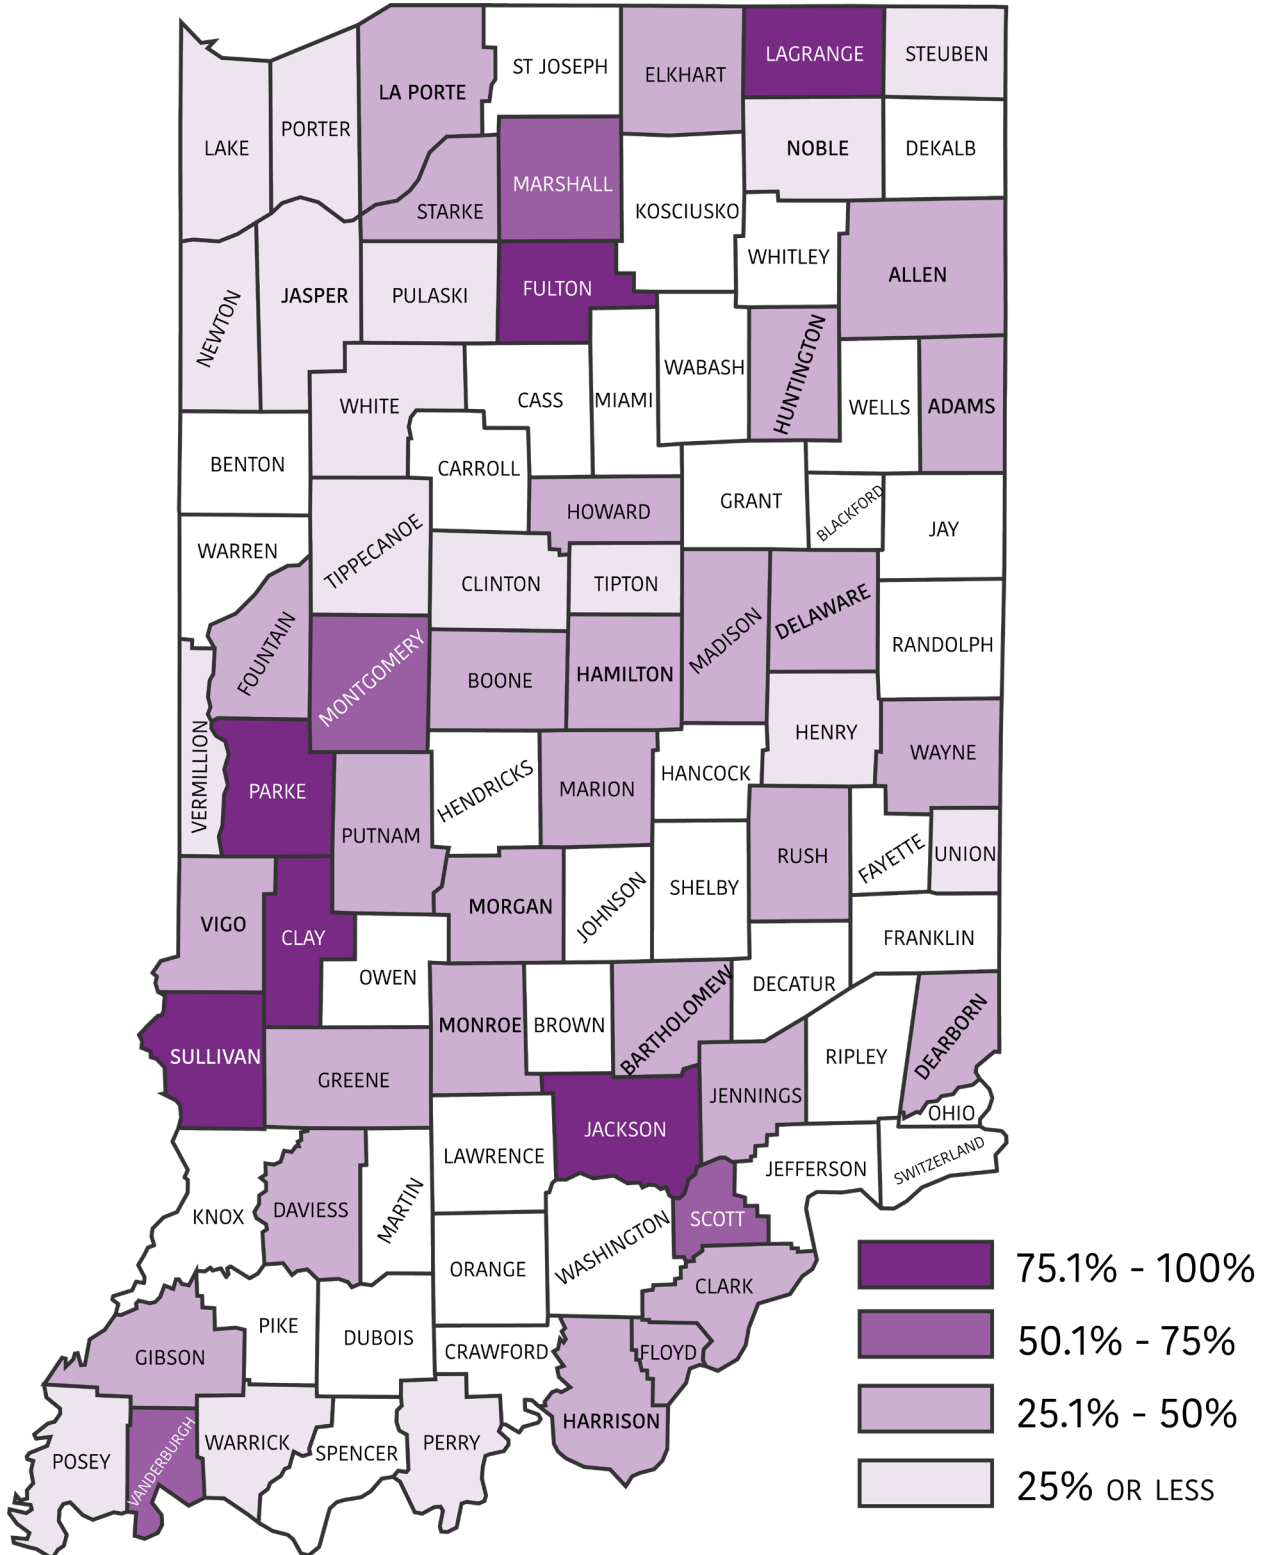 LAGRANGE
STEUBEN
ST JOSEPH
ELKHART
LA PORTE
PORTER
LAKE
NOBLE
DEKALB
MARSHALL
STARKE
KOSCIUSKO
WHITLEY
ALLEN
FULTON
PULASKI
JASPER
NEWTON
WABASH
HUNTINGTON
WHITE
CASS
MIAMI
WELLS
ADAMS
BENTON
CARROLL
GRANT
BLACKFORD
JAY
HOWARD
WARREN
TIPPECANOE
CLINTON
TIPTON
MADISON
DELAWARE
RANDOLPH
FOUNTAIN
MONTGOMERY
BOONE
HAMILTON
HENRY
WAYNE
VERMILLION
PARKE
PUTNAM
HENDRICKS
MARION
HANCOCK
RUSH
FAYETTE
UNION
VIGO
CLAY
MORGAN
JOHNSON
SHELBY
FRANKLIN
OWEN
DECATUR
MONROE
BROWN
BARTHOLOMEW
SULLIVAN
GREENE
RIPLEY
DEARBORN
JENNINGS
OHIO
JACKSON
LAWRENCE
JEFFERSON
SWITZERLAND
KNOX
DAVIESS
MARTIN
WASHINGTON
SCOTT
ORANGE
CLARK
PIKE
DUBOIS
CRAWFORD
FLOYD
GIBSON
HARRISON
POSEY
VANDERBURGH
WARRICK
SPENCER
PERRY
75.1% - 100%
50.1% - 75%
25.1% - 50%
25% OR LESS